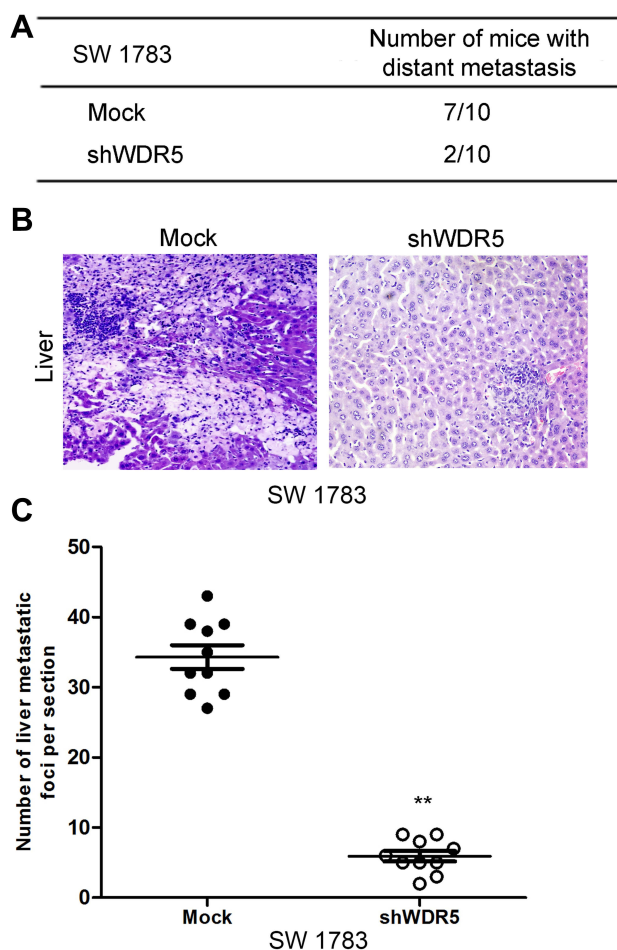 A
SW 1783
Number of mice with
distant metastasis
Mock 7/10
shWDR5 2/10
B
Mock shWDR5
Liver
SW 1783
C
Number of liver metastatic
foci per section
50
40
30
20
10
0
**
Mock shWDR5
SW 1783